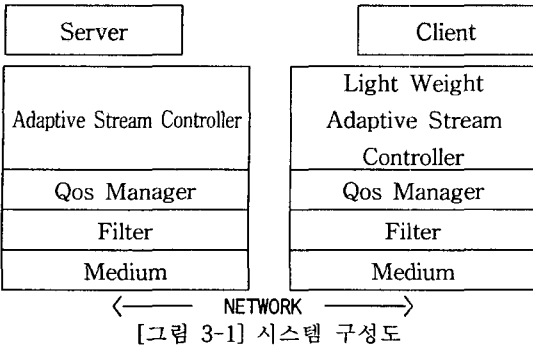 Server
Client
Adaptive Stream Controller
Light Weight
Adaptive Stream
Controller
Qos Manager
Qos Manager
Filter
Filter
Medium
Medium
NETWORK
[그림 3-1] 시스템 구성도